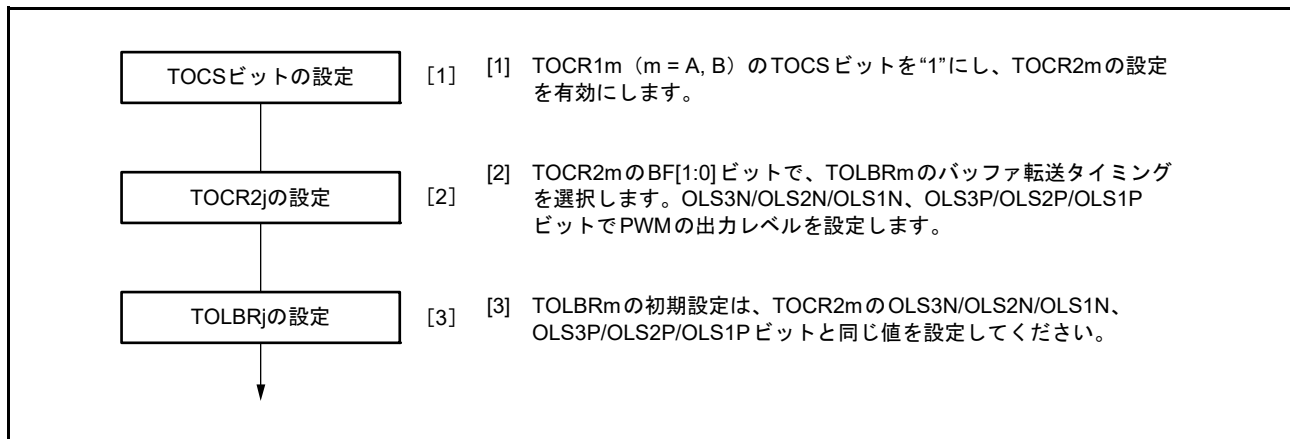 TOCSビットの設定 [1]
[1] TOCR1m(m = A, B)のTOCSビットを“1”にし、TOCR2mの設定
を有効にします。
TOCR2jの設定 [2]
[2] TOCR2mのBF[1:0]ビットで、TOLBRmのバッファ転送タイミング
を選択します。OLS3N/OLS2N/OLS1N、OLS3P/OLS2P/OLS1P
ビットでPWMの出力レベルを設定します。
TOLBRjの設定 [3]
[3] TOLBRmの初期設定は、TOCR2mのOLS3N/OLS2N/OLS1N、
OLS3P/OLS2P/OLS1Pビットと同じ値を設定してください。